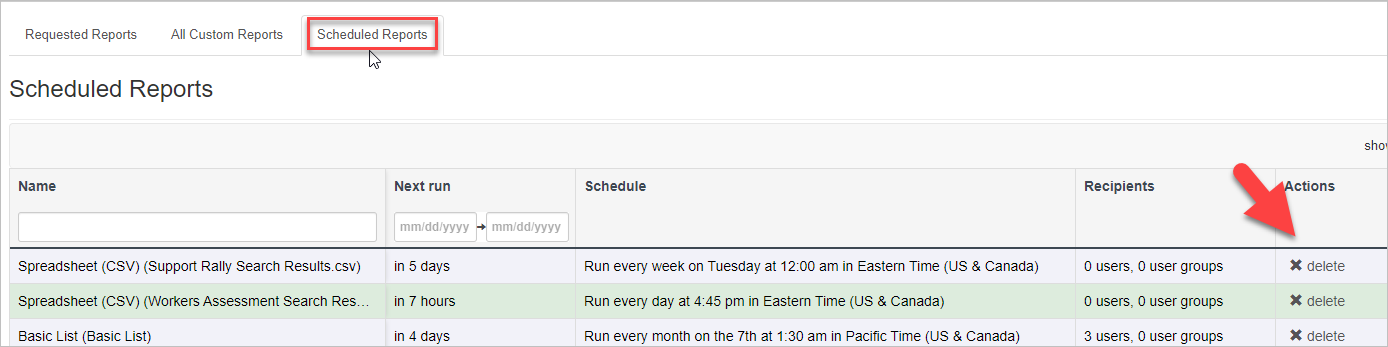 Requested Reports All Custom Reports Scheduled Reports
Scheduled Reports
Name Next run Schedule Recipients Actions
mm/dd/yyyy mm/dd/yyyy
Spreadsheet (CSV) (Support Rally Search Results.csv) in 5 days Run every week on Tuesday at 12:00 am in Eastern Time (US & Canada) 0 users, 0 user groups delete
Spreadsheet (CSV) (Workers Assessment Search Res... in 7 hours Run every day at 4:45 pm in Eastern Time (US & Canada) 0 users, 0 user groups delete
Basic List (Basic List) in 4 days Run every month on the 7th at 1:30 am in Pacific Time (US & Canada) 3 users, 0 user groups delete